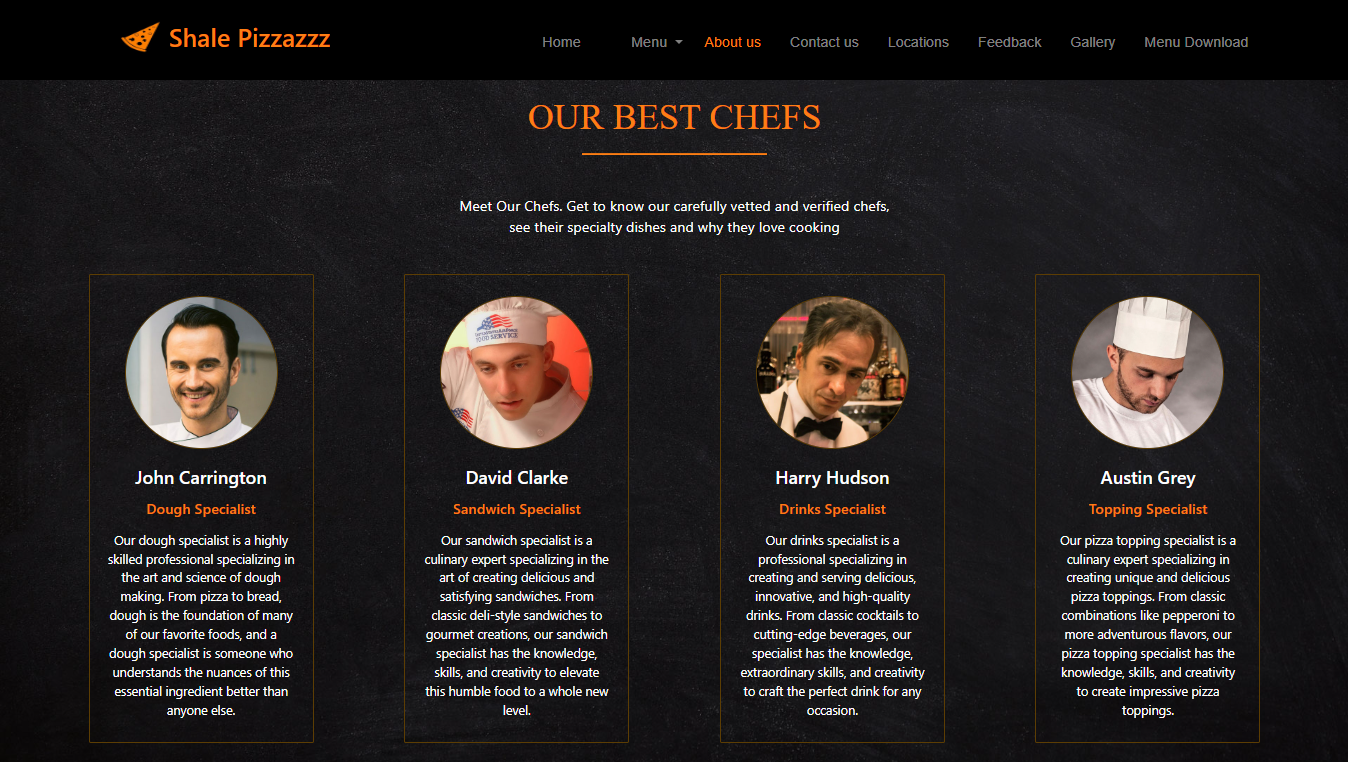 Shale Pizzazzz
Home Menu About us Contact us Locations Feedback Gallery Menu Download
OUR BEST CHEFS
Meet Our Chefs. Get to know our carefully vetted and verified chefs,
see their specialty dishes and why they love cooking
FOOD SERVICE
John Carrington
Dough Specialist
Our dough specialist is a highly
skilled professional specializing in
the art and science of dough
making. From pizza to bread,
dough is the foundation of many
of our favorite foods, and a
dough specialist is someone who
understands the nuances of this
essential ingredient better than
anyone else.
David Clarke
Sandwich Specialist
Our sandwich specialist is a
culinary expert specializing in the
art of creating delicious and
satisfying sandwiches. From
classic deli-style sandwiches to
gourmet creations, our sandwich
specialist has the knowledge,
skills, and creativity to elevate
this humble food to a whole new
level.
Harry Hudson
Drinks Specialist
Our drinks specialist is a
professional specializing in
creating and serving delicious,
innovative, and high-quality
drinks. From classic cocktails to
cutting-edge beverages, our
specialist has the knowledge,
extraordinary skills, and creativity
to craft the perfect drink for any
occasion.
Austin Grey
Topping Specialist
Our pizza topping specialist is a
culinary expert specializing in
creating unique and delicious
pizza toppings. From classic
combinations like pepperoni to
more adventurous flavors, our
pizza topping specialist has the
knowledge, skills, and creativity
to create impressive pizza
toppings.